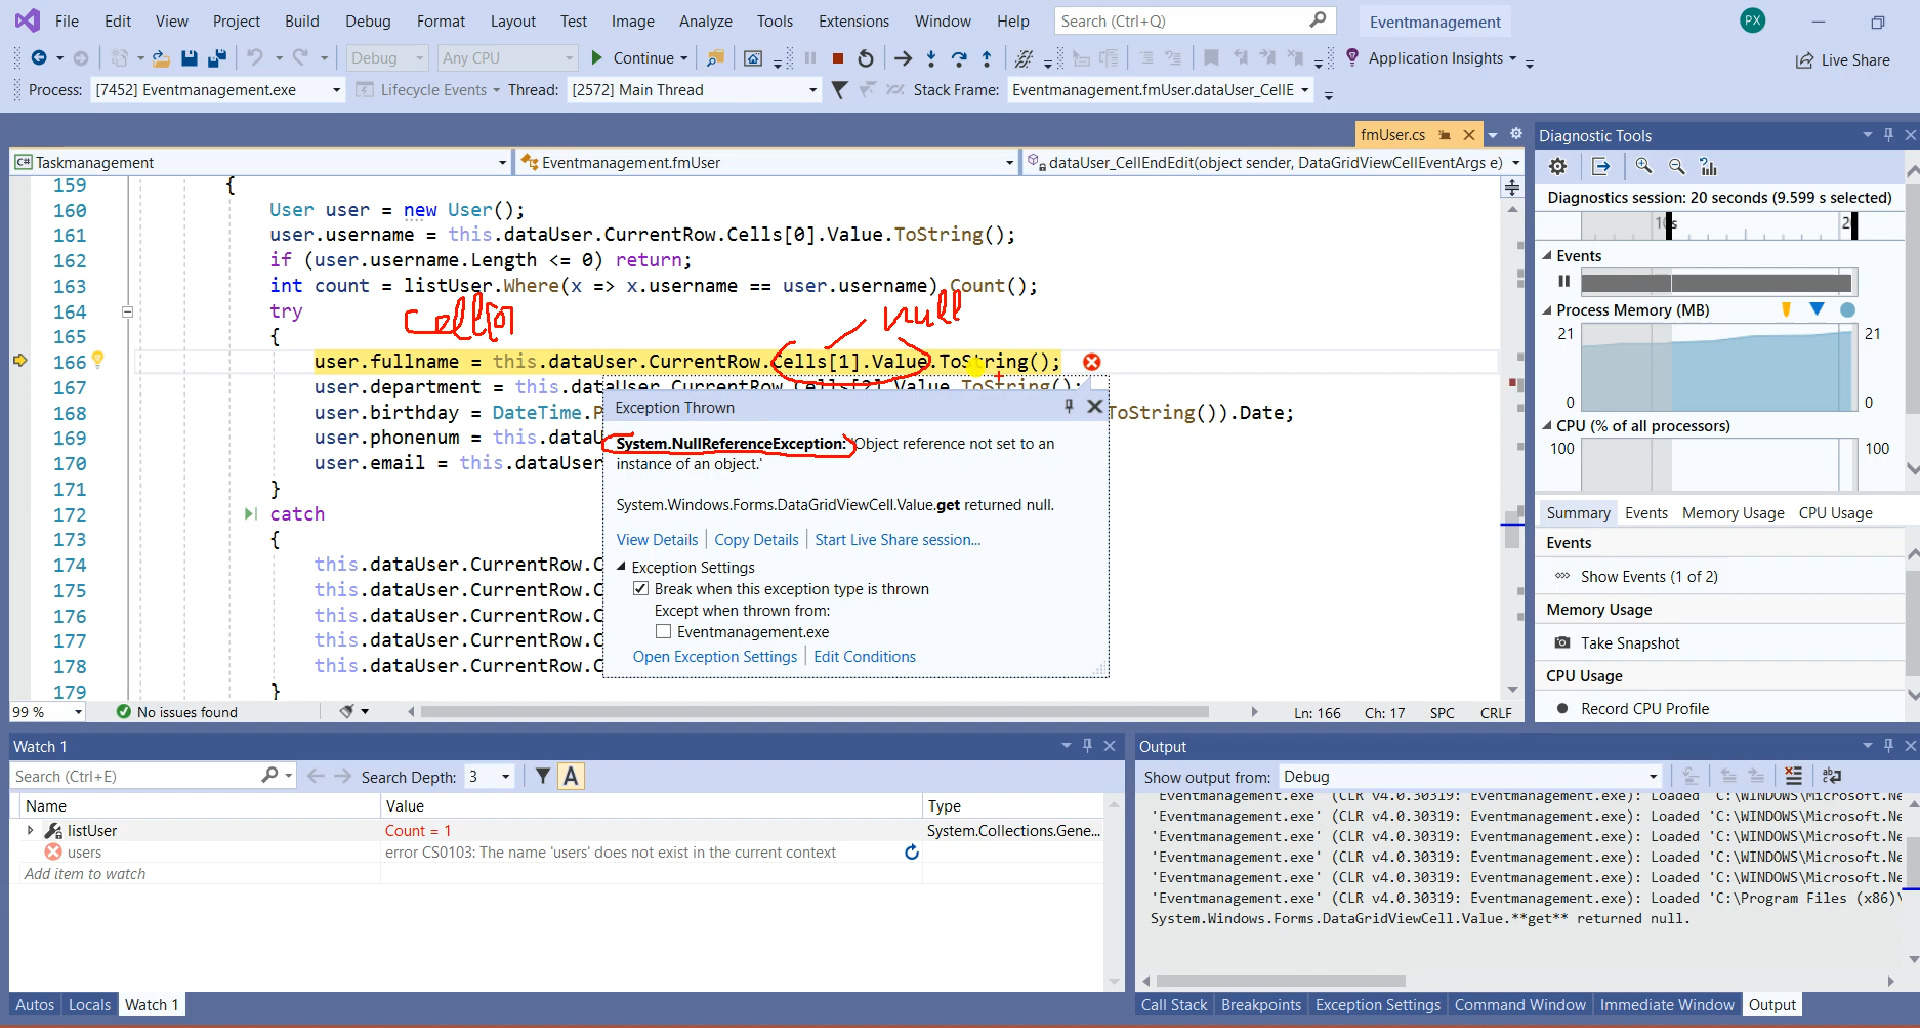 File Edit View Project Build Debug Format Layout Test Image Analyze Tools Extensions Window Help Search (Ctrl+Q) Eventmanagement PX
Debug Any CPU Continue Application Insights Live Share
Process: [7452] Eventmanagement.exe Lifecycle Events Thread: [2572] Main Thread Stack Frame: Eventmanagement.fmUser.dataUser_CellE
fmUser.cs
C# Taskmanagement Eventmanagement.fmUser dataUser_CellEndEdit(object sender, DataGridViewCellEventArgs e)
159 {
160 User user = new User();
161 user.username = this.dataUser.CurrentRow.Cells[0].Value.ToString();
162 if (user.username.Length <= 0) return;
163 int count = listUser.Where(x => x.username == user.username).Count();
164 try
null
165 {
166 user.fullname = this.dataUser.CurrentRow.Cells[1].Value.ToString();
167 user.department = this.dataUser.CurrentRow.Cells[2].Value.ToString();
168 user.birthday = DateTime.P ToString()).Date;
169 user.phonenum = this.dataU
170 user.email = this.dataUser
171 }
172 catch
173 {
174 this.dataUser.CurrentRow.C
175 this.dataUser.CurrentRow.C
176 this.dataUser.CurrentRow.C
177 this.dataUser.CurrentRow.C
178 this.dataUser.CurrentRow.C
179 }
Exception Thrown
System.NullReferenceException: 'Object reference not set to an
instance of an object.'
System.Windows.Forms.DataGridViewCell.Value.get returned null.
View Details Copy Details Start Live Share session...
Exception Settings
Break when this exception type is thrown
Except when thrown from:
Eventmanagement.exe
Open Exception Settings Edit Conditions
99 % No issues found Ln: 166 Ch: 17 SPC CRLF
Diagnostic Tools
Diagnostics session: 20 seconds (9.599 s selected)
10s 2
Events
Process Memory (MB)
21 21
0 0
CPU (% of all processors)
100 100
Summary Events Memory Usage CPU Usage
Events
Show Events (1 of 2)
Memory Usage
Take Snapshot
CPU Usage
Record CPU Profile
Watch 1
Search (Ctrl+E) Search Depth: 3 A
Name Value Type
listUser Count = 1 System.Collections.Gene...
users error CS0103: The name 'users' does not exist in the current context
Add item to watch
Autos Locals Watch 1
Output
Show output from: Debug
'Eventmanagement.exe' (CLR v4.0.30319: Eventmanagement.exe): Loaded 'C:\WINDOWS\Microsoft.Ne
'Eventmanagement.exe' (CLR v4.0.30319: Eventmanagement.exe): Loaded 'C:\WINDOWS\Microsoft.Ne
'Eventmanagement.exe' (CLR v4.0.30319: Eventmanagement.exe): Loaded 'C:\WINDOWS\Microsoft.Ne
'Eventmanagement.exe' (CLR v4.0.30319: Eventmanagement.exe): Loaded 'C:\WINDOWS\Microsoft.Ne
'Eventmanagement.exe' (CLR v4.0.30319: Eventmanagement.exe): Loaded 'C:\WINDOWS\Microsoft.Ne
'Eventmanagement.exe' (CLR v4.0.30319: Eventmanagement.exe): Loaded 'C:\Program Files (x86)\
System.Windows.Forms.DataGridViewCell.Value.**get** returned null.
Call Stack Breakpoints Exception Settings Command Window Immediate Window Output